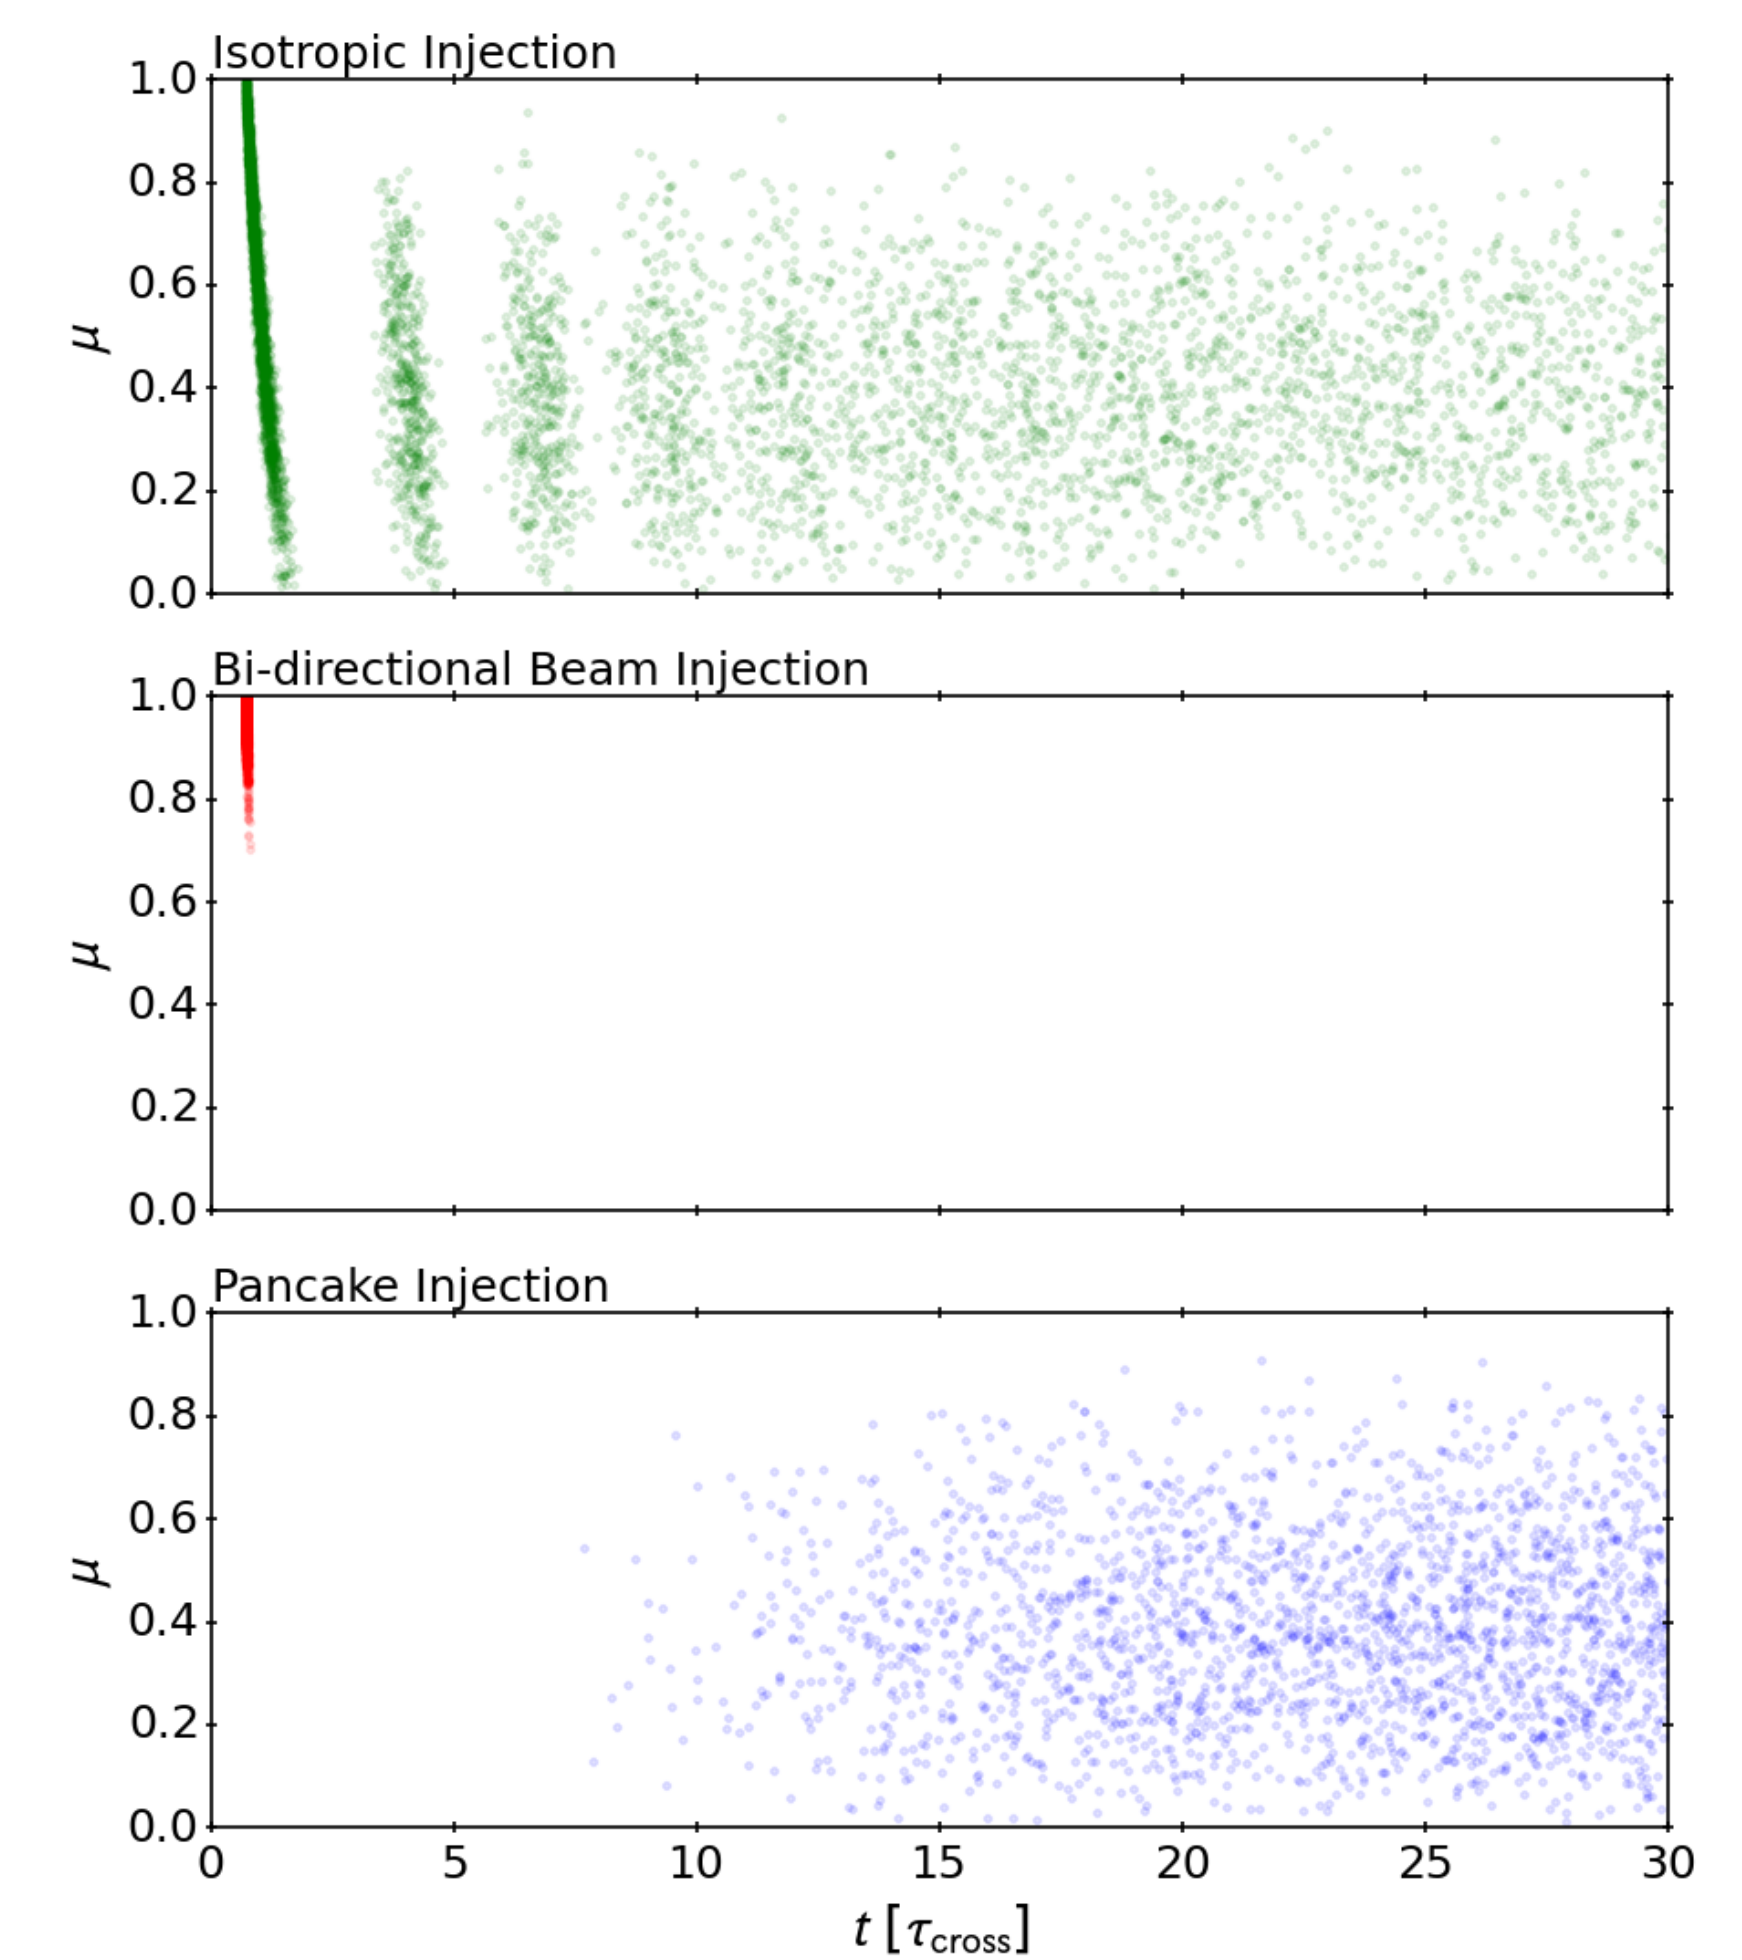 Isotropic Injection
1.0
0.8
0.6
0.4
0.2
0.0
μ
Bi-directional Beam Injection
1.0
0.8
0.6
0.4
0.2
0.0
μ
Pancake Injection
1.0
0.8
0.6
0.4
0.2
0.0
μ
0 5 10 15 20 25 30
t [τcross]